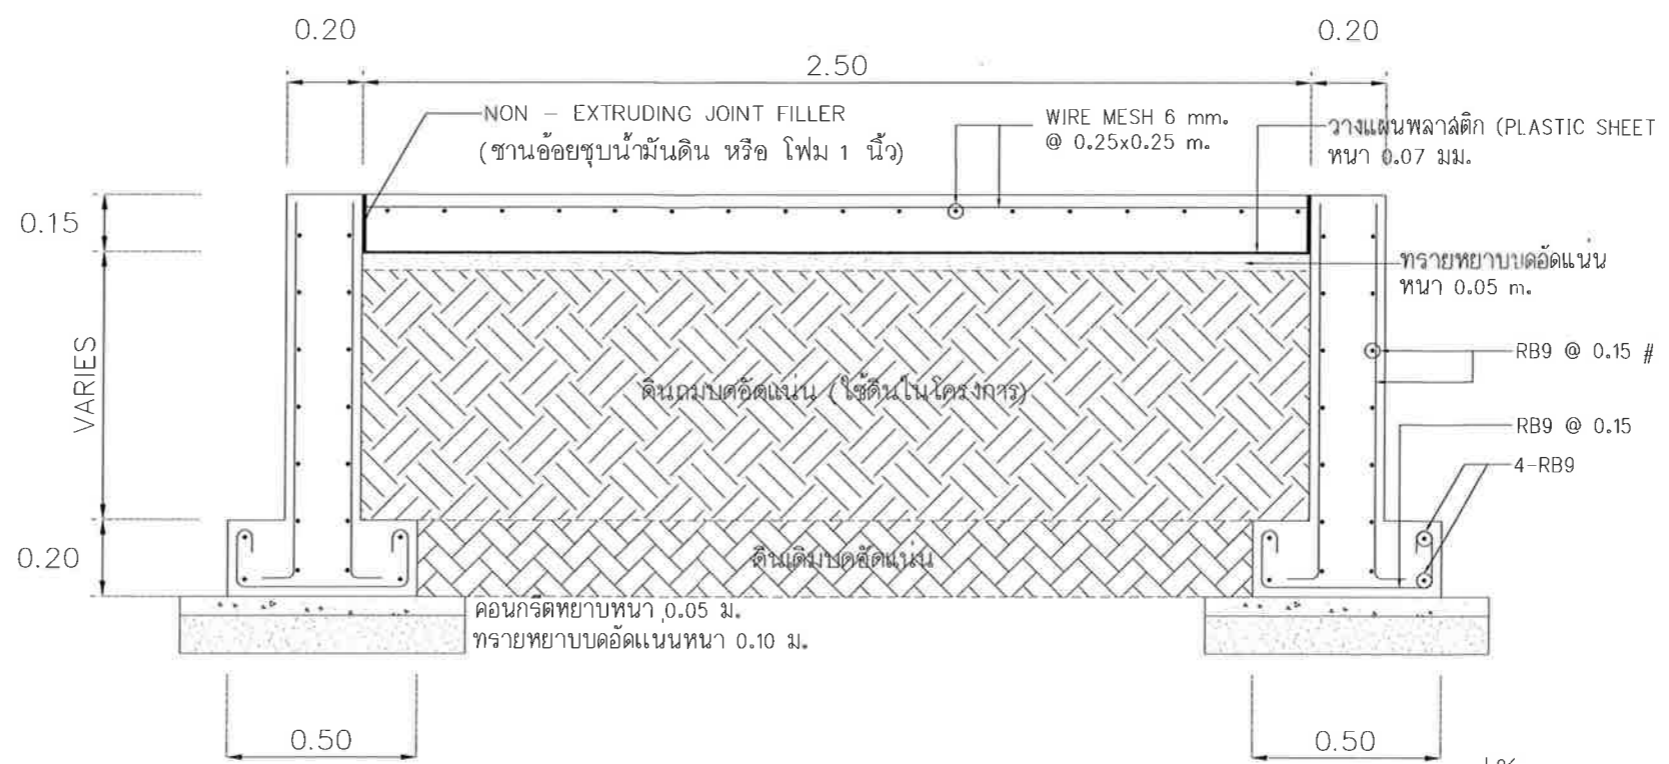 0.20
0.20
2.50
NON - EXTRUDING JOINT FILLER
(ชานอ้อยชุบน้ำมันดิน หรือ โฟม 1 นิ้ว)
WIRE MESH 6 mm.
@ 0.25x0.25 m.
วางแผ่นพลาสติก (PLASTIC SHEET
หนา 0.07 มม.
0.15
ทรายหยาบบดอัดแน่น
หนา 0.05 m.
VARIES
RB9 @ 0.15 #
ดินถมบดอัดแน่น (ใช้ดินในโครงการ)
RB9 @ 0.15
4-RB9
0.20
ดินเดิมบดอัดแน่น
คอนกรีตหยาบหนา 0.05 ม.
ทรายหยาบบดอัดแน่นหนา 0.10 ม.
0.50
0.50